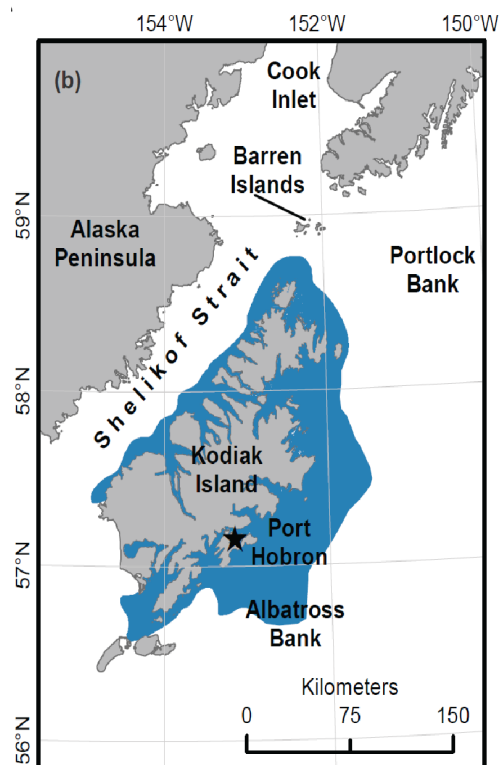 154°W
152°W
150°W
(b)
Cook
Inlet
Barren
Islands
59°N
Alaska
Peninsula
Portlock
Bank
Shelikof Strait
58°N
Kodiak
Island
Port
Hobron
57°N
Albatross
Bank
Kilometers
0 75 150
56°N